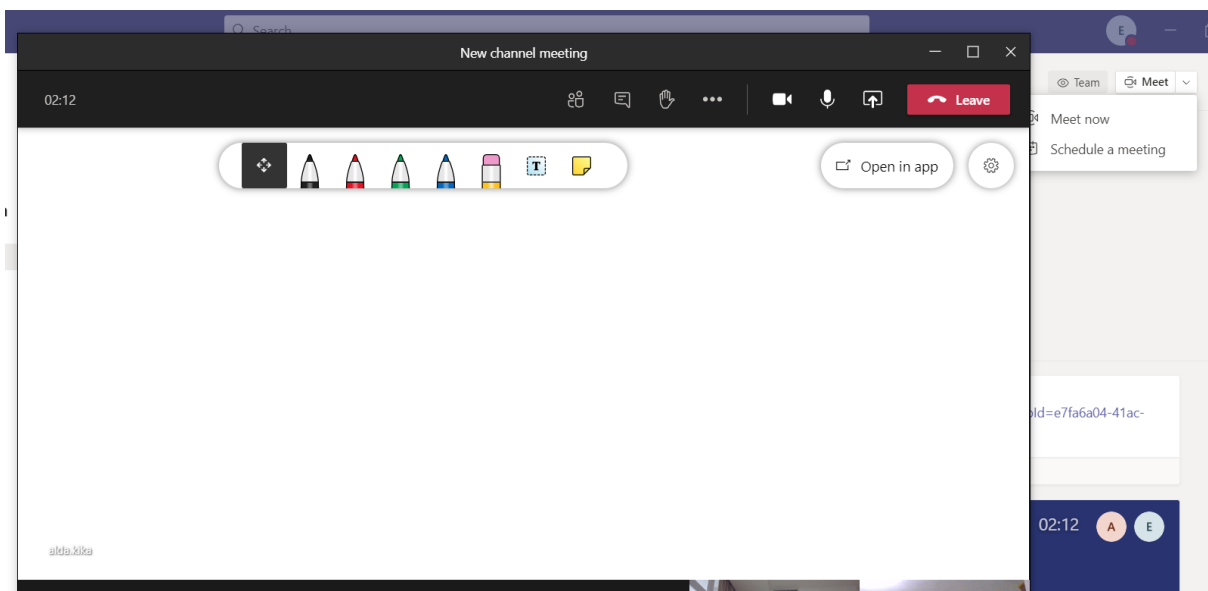 Search
E
New channel meeting
Team
Meet
02:12
Leave
Meet now
Schedule a meeting
T
Open in app
Id=e7fa6a04-41ac-
02:12
A
E
alda.kika